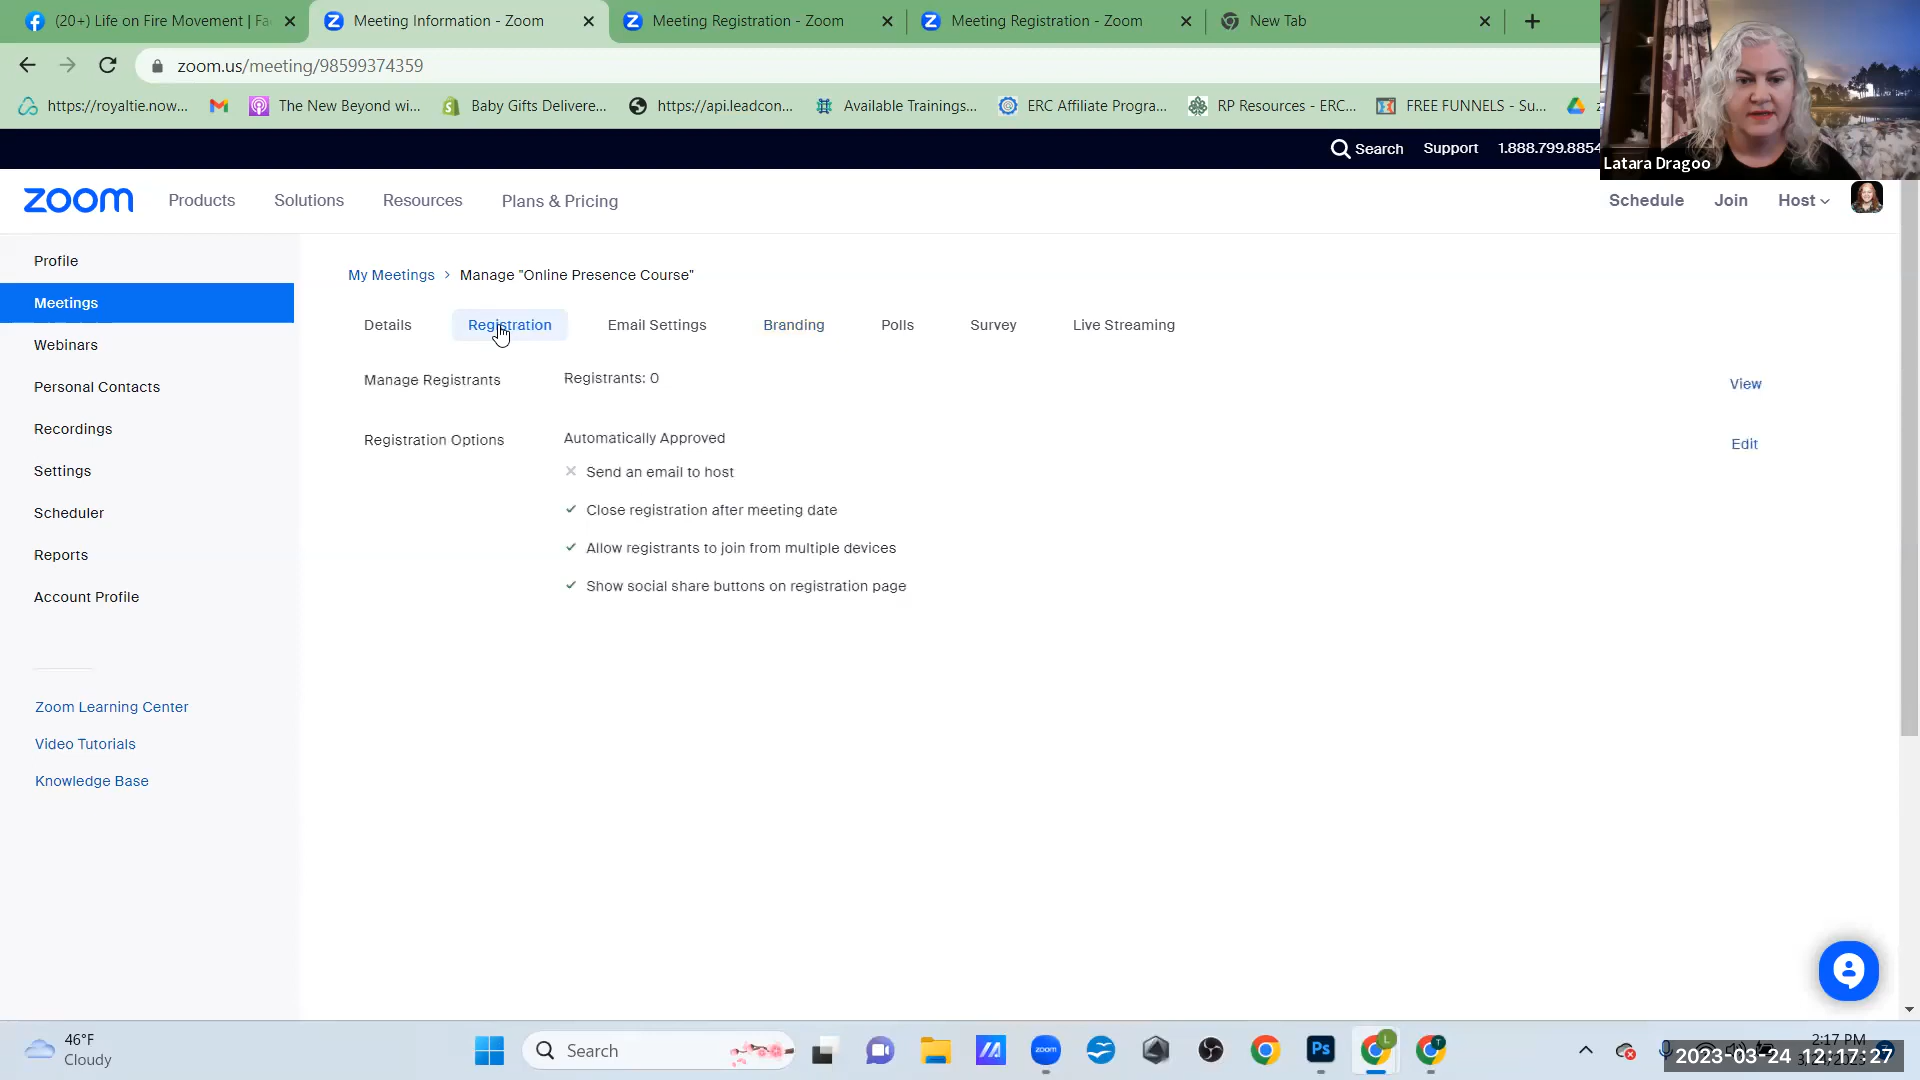 (20+) Life on Fire Movement | Fa
Meeting Information - Zoom
Meeting Registration - Zoom
Meeting Registration - Zoom
New Tab
zoom.us/meeting/98599374359
https://royaltie.now...
The New Beyond wi...
Baby Gifts Delivere...
https://api.leadcon...
Available Trainings...
ERC Affiliate Progra...
RP Resources - ERC...
FREE FUNNELS - Su...
Latara Dragoo
Search
Support
1.888.799.8854
zoom
Products
Solutions
Resources
Plans & Pricing
Schedule
Join
Host
Profile
Meetings
Webinars
Personal Contacts
Recordings
Settings
Scheduler
Reports
Account Profile
Zoom Learning Center
Video Tutorials
Knowledge Base
My Meetings > Manage "Online Presence Course"
Details
Registration
Email Settings
Branding
Polls
Survey
Live Streaming
Manage Registrants
Registrants: 0
View
Registration Options
Automatically Approved
Edit
Send an email to host
Close registration after meeting date
Allow registrants to join from multiple devices
Show social share buttons on registration page
46°F
Cloudy
Search
zoom
Ps
L
T
2:17 PM
2023-03-24 12:17:27